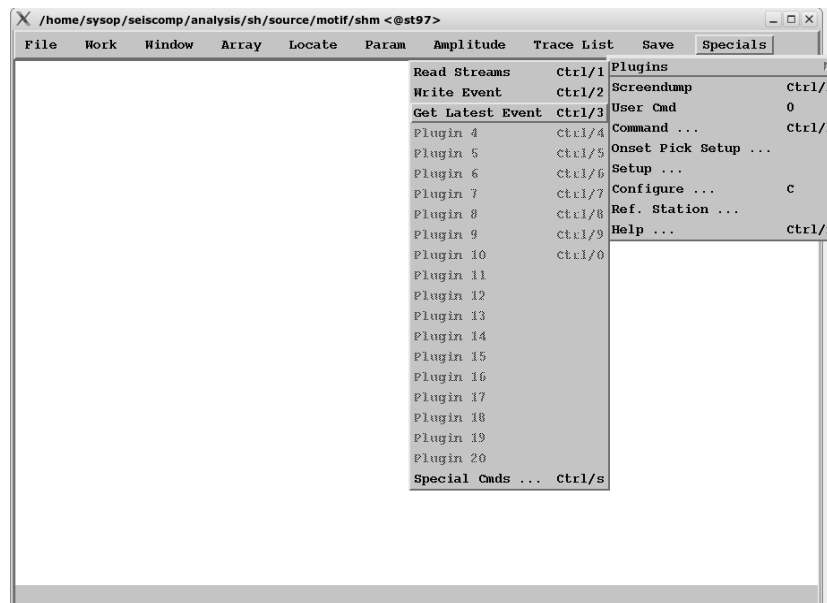 /home/sysop/seiscomp/analysis/sh/source/motif/shm <@st97>
File Work Window Array Locate Param Amplitude Trace List Save Specials
Read Streams Ctrl/1
Write Event Ctrl/2
Get Latest Event Ctrl/3
Plugin 4 Ctrl/4
Plugin 5 Ctrl/5
Plugin 6 Ctrl/6
Plugin 7 Ctrl/7
Plugin 8 Ctrl/8
Plugin 9 Ctrl/9
Plugin 10 Ctrl/0
Plugin 11
Plugin 12
Plugin 13
Plugin 14
Plugin 15
Plugin 16
Plugin 17
Plugin 18
Plugin 19
Plugin 20
Special Cmds ... Ctrl/s
Plugins
Screendump Ctrl/
User Cmd 0
Command ... Ctrl/
Onset Pick Setup ...
Setup ...
Configure ... C
Ref. Station ...
Help ... Ctrl/